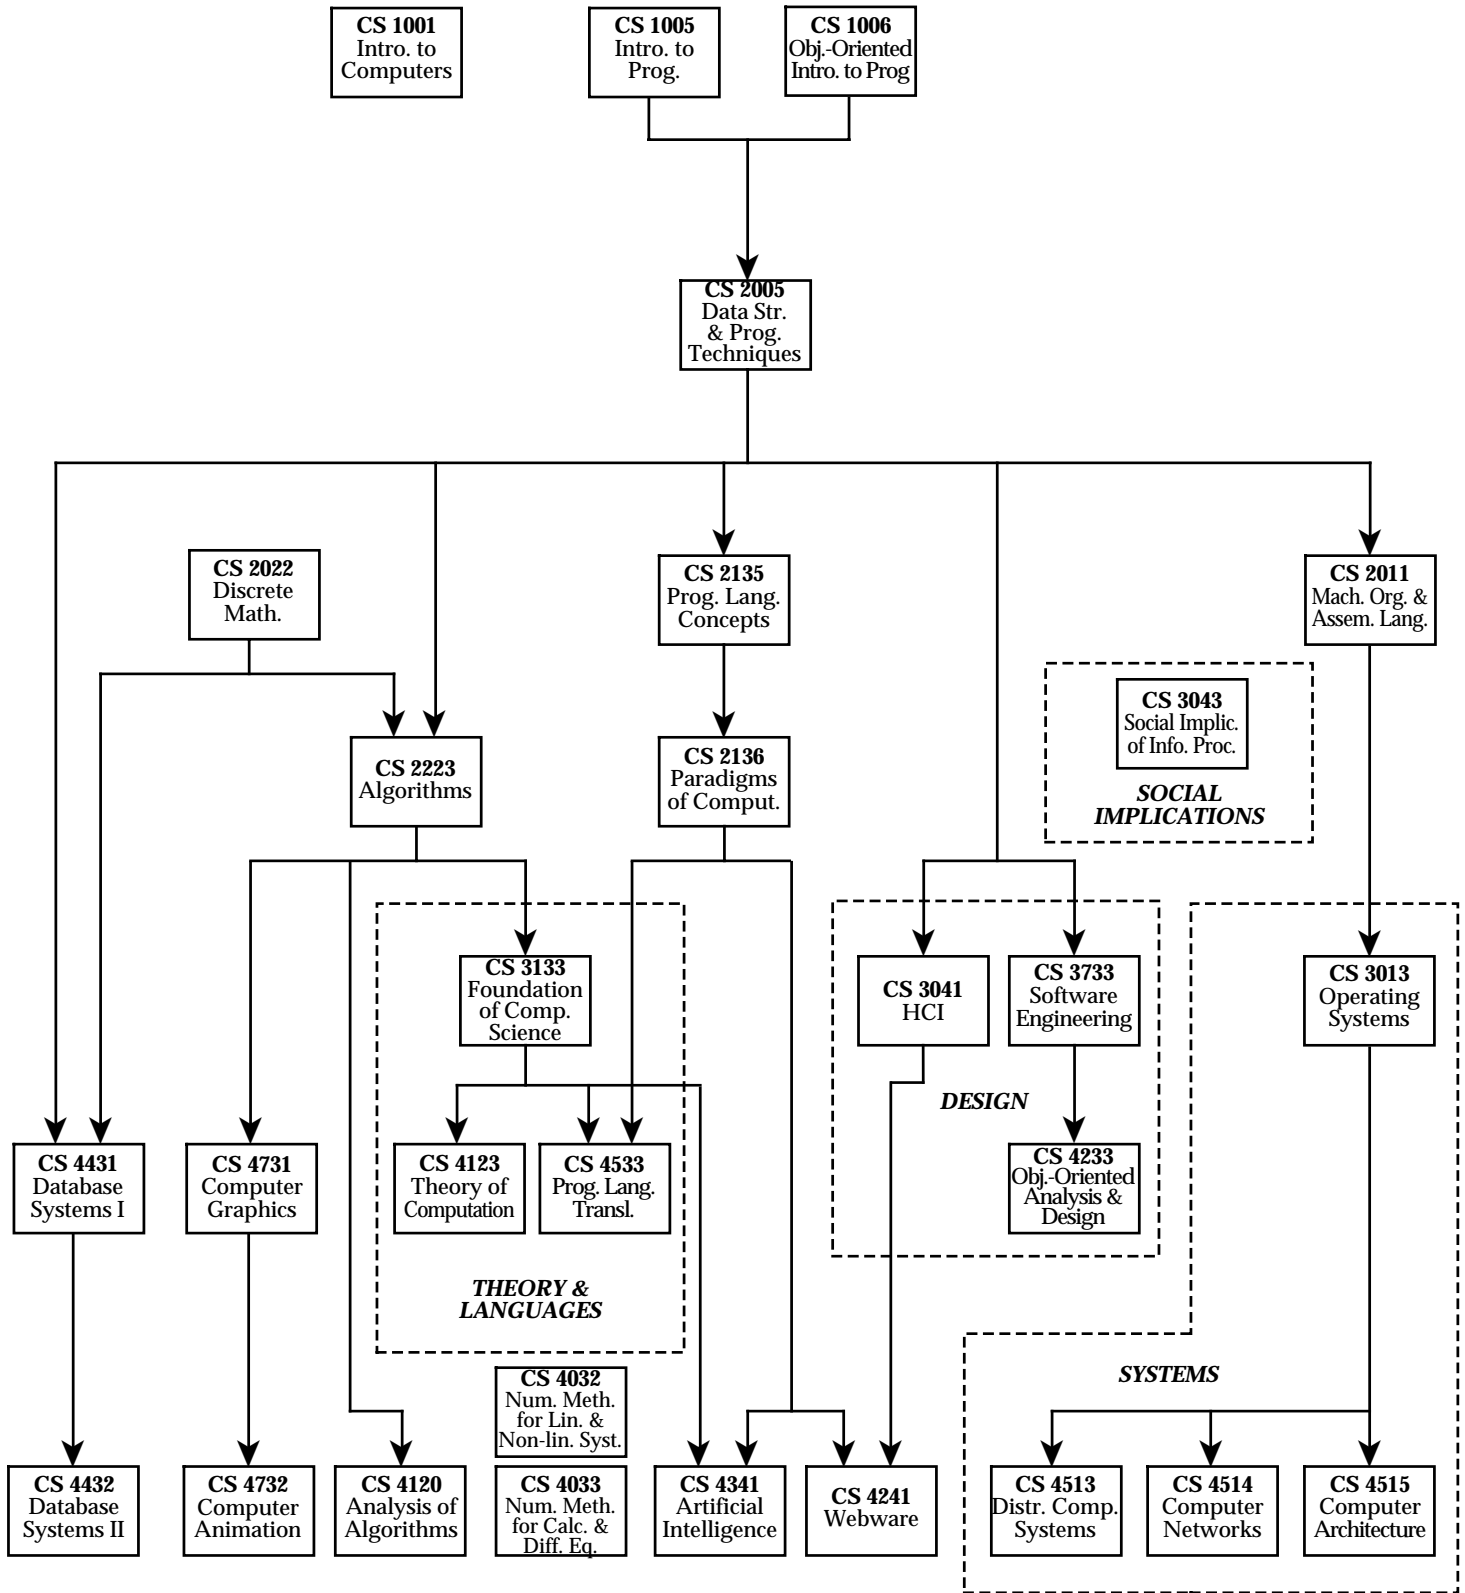 CS 1001
Intro. to
Computers
CS 1005
Intro. to
Prog.
CS 1006
Obj.-Oriented
Intro. to Prog
CS 2005
Data Str.
& Prog.
Techniques
CS 2022
Discrete
Math.
CS 2135
Prog. Lang.
Concepts
CS 2011
Mach. Org. &
Assem. Lang.
CS 3043
Social Implic.
of Info. Proc.
SOCIAL
IMPLICATIONS
CS 2223
Algorithms
CS 2136
Paradigms
of Comput.
CS 3133
Foundation
of Comp.
Science
CS 3041
HCI
CS 3733
Software
Engineering
CS 3013
Operating
Systems
DESIGN
CS 4431
Database
Systems I
CS 4731
Computer
Graphics
CS 4123
Theory of
Computation
CS 4533
Prog. Lang.
Transl.
CS 4233
Obj.-Oriented
Analysis &
Design
THEORY &
LANGUAGES
SYSTEMS
CS 4032
Num. Meth.
for Lin. &
Non-lin. Syst.
CS 4432
Database
Systems II
CS 4732
Computer
Animation
CS 4120
Analysis of
Algorithms
CS 4033
Num. Meth.
for Calc. &
Diff. Eq.
CS 4341
Artificial
Intelligence
CS 4241
Webware
CS 4513
Distr. Comp.
Systems
CS 4514
Computer
Networks
CS 4515
Computer
Architecture